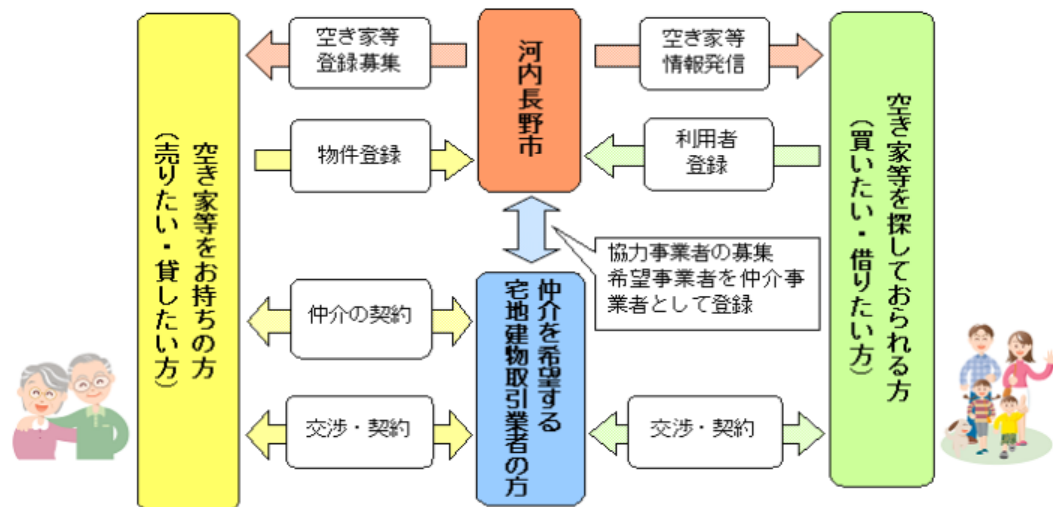 空き家等をお持ちの方
(売りたい・貸したい方)
空き家等
登録募集
物件登録
仲介の契約
交渉・契約
河内長野市
協力事業者の募集
希望事業者を仲介事
業者として登録
仲介を希望する
宅地建物取引業者の方
空き家等
情報発信
利用者
登録
交渉・契約
空き家等を探しておられる方
(買いたい・借りたい方)